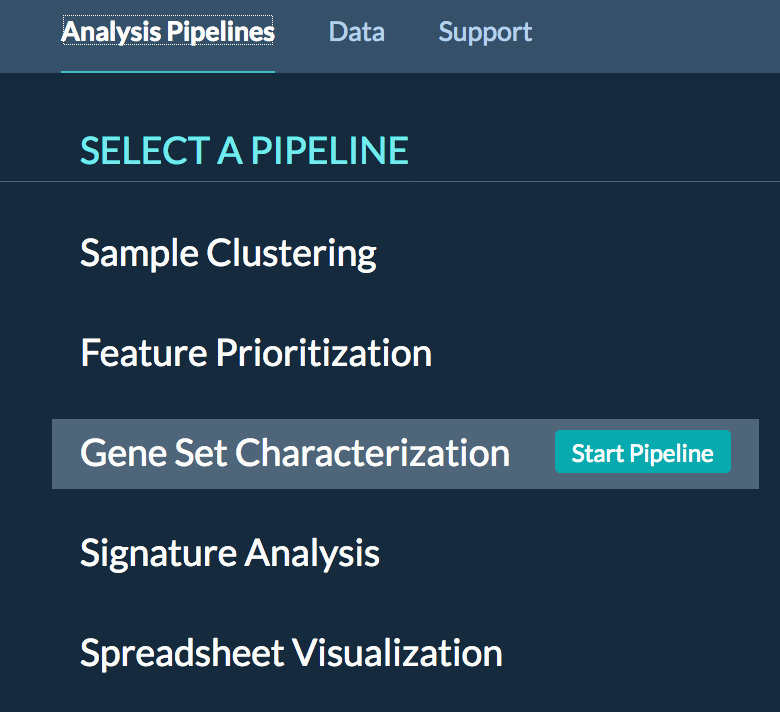 Analysis Pipelines Data Support
SELECT A PIPELINE
Sample Clustering
Feature Prioritization
Gene Set Characterization Start Pipeline
Signature Analysis
Spreadsheet Visualization